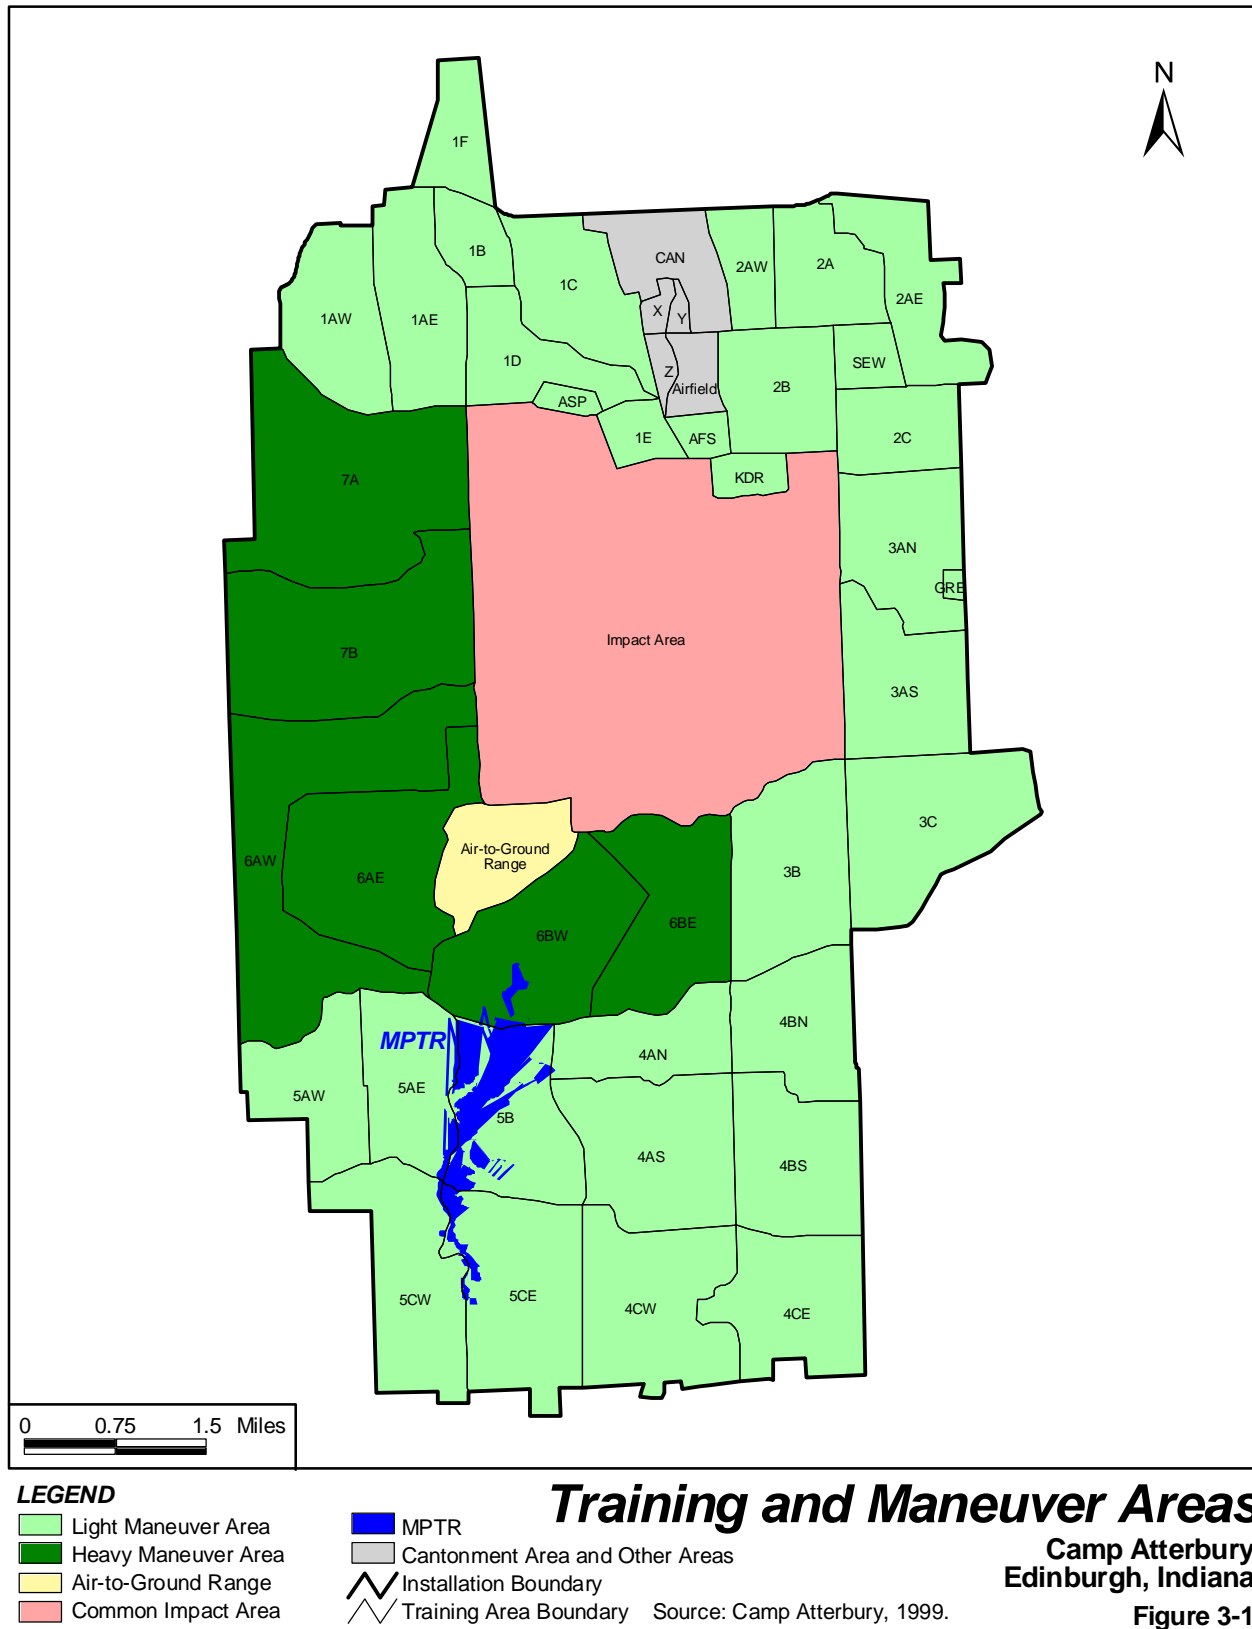 N
1F
1B
CAN
1C
2AW
2A
2AE
1AW
1AE
X
Y
1D
SEW
Z
Airfield
2B
ASP
1E
AFS
2C
7A
KDR
3AN
GRE
Impact Area
7B
3AS
3C
Air-to-Ground
Range
6AW
6AE
3B
6BW
6BE
4BN
MPTR
4AN
5AE
5AW
5B
4AS
4BS
5CW
5CE
4CW
4CE
0 0.75 1.5 Miles
LEGEND
Light Maneuver Area
Heavy Maneuver Area
Air-to-Ground Range
Common Impact Area
MPTR
Cantonment Area and Other Areas
Installation Boundary
Training Area Boundary
Source: Camp Atterbury, 1999.
Training and Maneuver Areas
Camp Atterbury
Edinburgh, Indiana
Figure 3-1